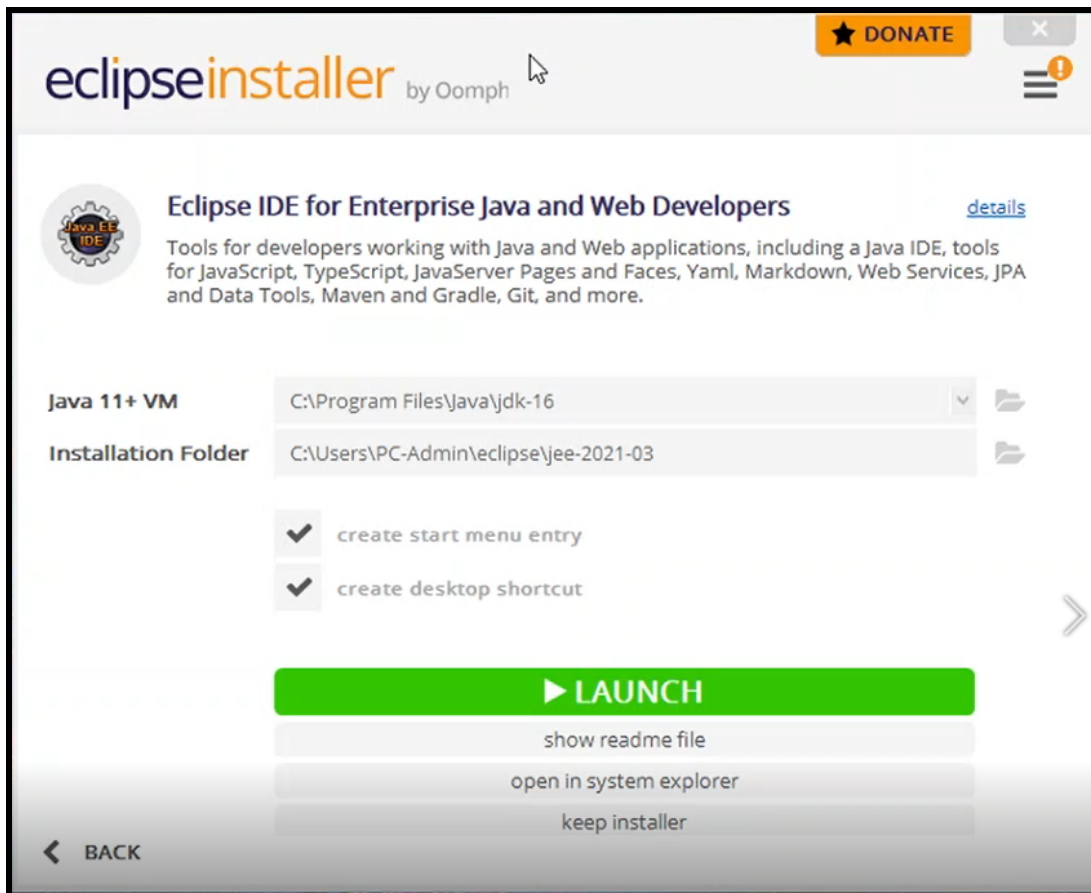 DONATE
eclipseinstaller by Oomph
!
Java EE
IDE
Eclipse IDE for Enterprise Java and Web Developers
details
Tools for developers working with Java and Web applications, including a Java IDE, tools
for JavaScript, TypeScript, JavaServer Pages and Faces, Yaml, Markdown, Web Services, JPA
and Data Tools, Maven and Gradle, Git, and more.
Java 11+ VM
C:\Program Files\Java\jdk-16
Installation Folder
C:\Users\PC-Admin\eclipse\jee-2021-03
create start menu entry
create desktop shortcut
LAUNCH
show readme file
open in system explorer
keep installer
BACK